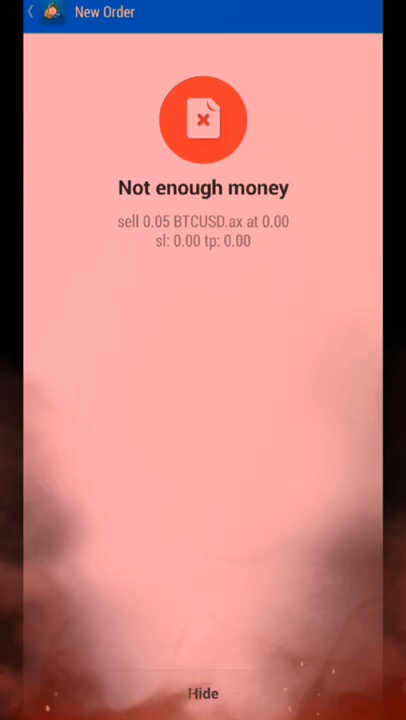 New Order
Not enough money
sell 0.05 BTCUSD.ax at 0.00
sl: 0.00 tp: 0.00
Hide